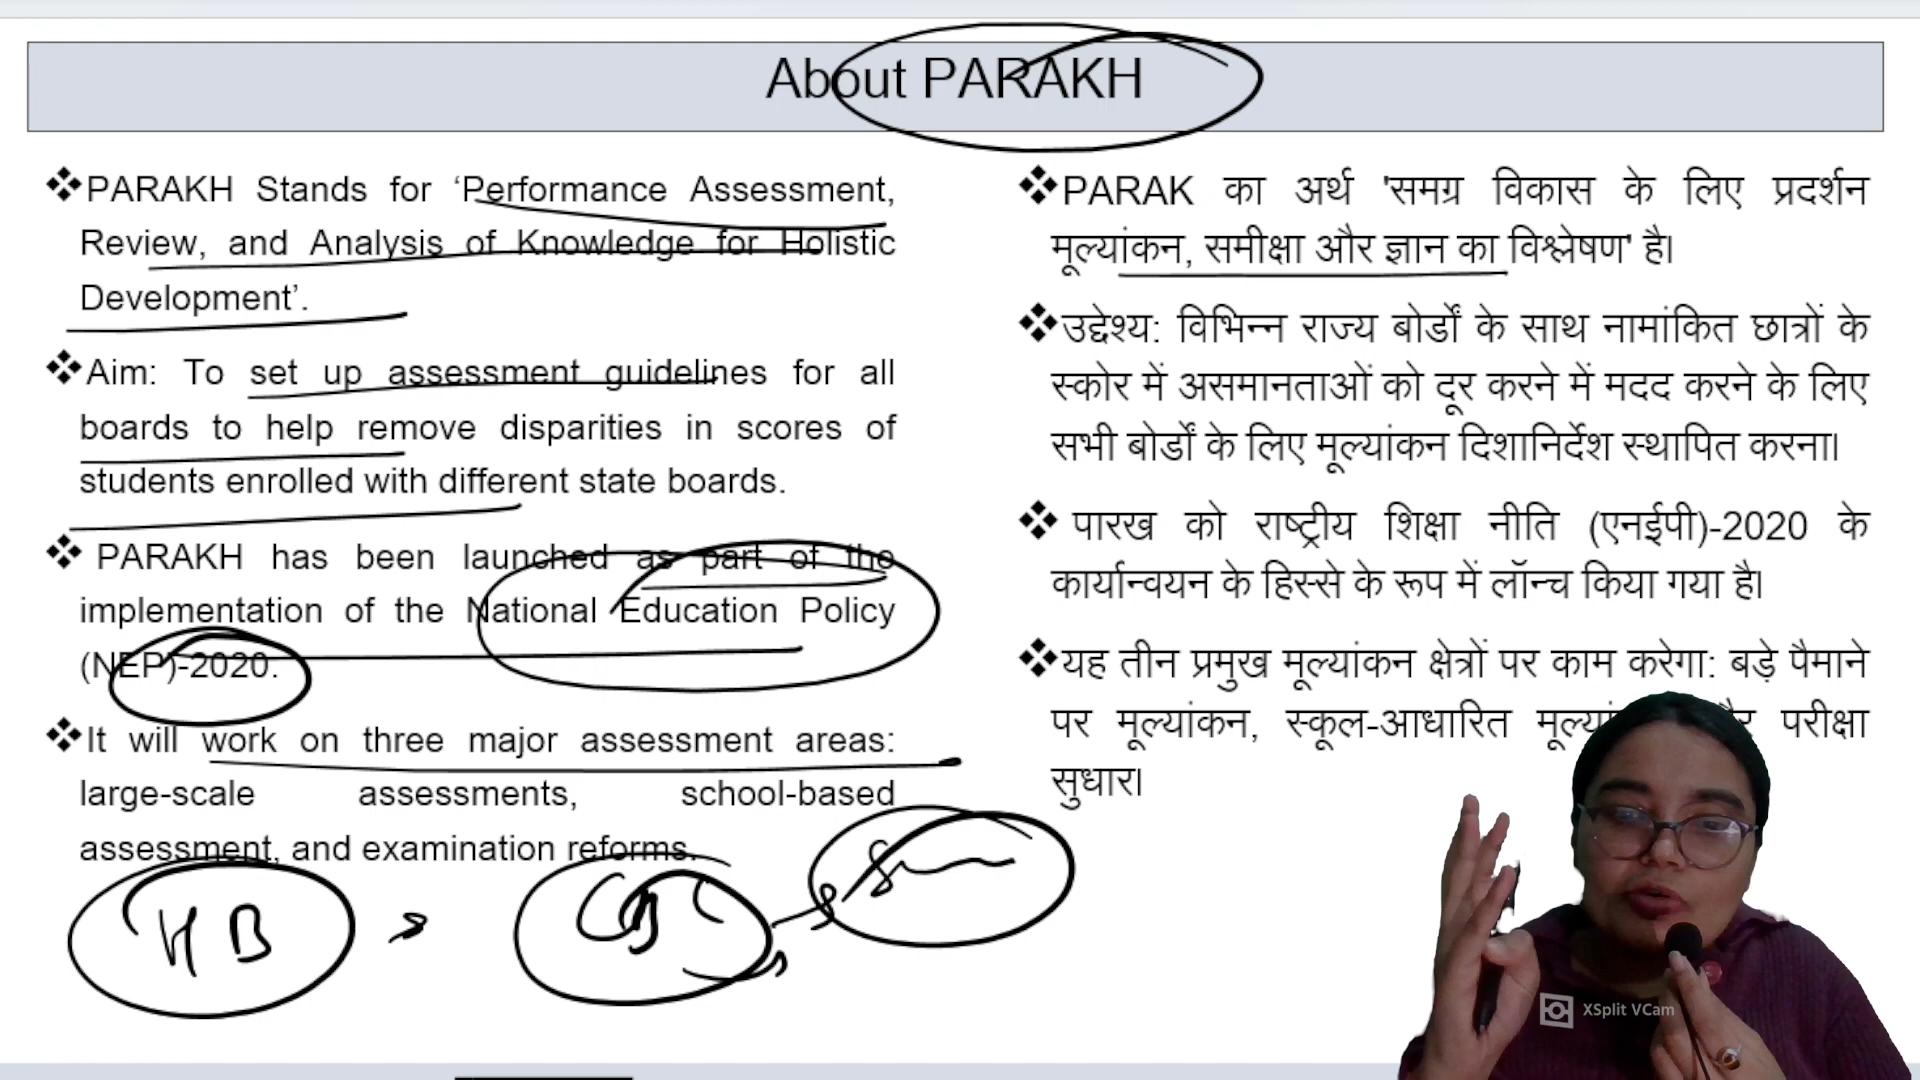 About PARAKH
❖PARAKH Stands for ‘Performance Assessment,
Review, and Analysis of Knowledge for Holistic
Development’.
❖Aim: To set up assessment guidelines for all
boards to help remove disparities in scores of
students enrolled with different state boards.
❖ PARAKH has been launched as part of the
implementation of the National Education Policy
(NEP)-2020.
❖It will work on three major assessment areas:
large-scale assessments, school-based
assessment, and examination reforms.
HB
❖PARAK का अर्थ 'समग्र विकास के लिए प्रदर्शन
मूल्यांकन, समीक्षा और ज्ञान का विश्लेषण' है।
❖उद्देश्य: विभिन्न राज्य बोर्डों के साथ नामांकित छात्रों के
स्कोर में असमानताओं को दूर करने में मदद करने के लिए
सभी बोर्डों के लिए मूल्यांकन दिशानिर्देश स्थापित करना।
❖ पारख को राष्ट्रीय शिक्षा नीति (एनईपी)-2020 के
कार्यान्वयन के हिस्से के रूप में लॉन्च किया गया है।
❖यह तीन प्रमुख मूल्यांकन क्षेत्रों पर काम करेगा: बड़े पैमाने
पर मूल्यांकन, स्कूल-आधारित परीक्षा
सुधार।
XSplit VCam